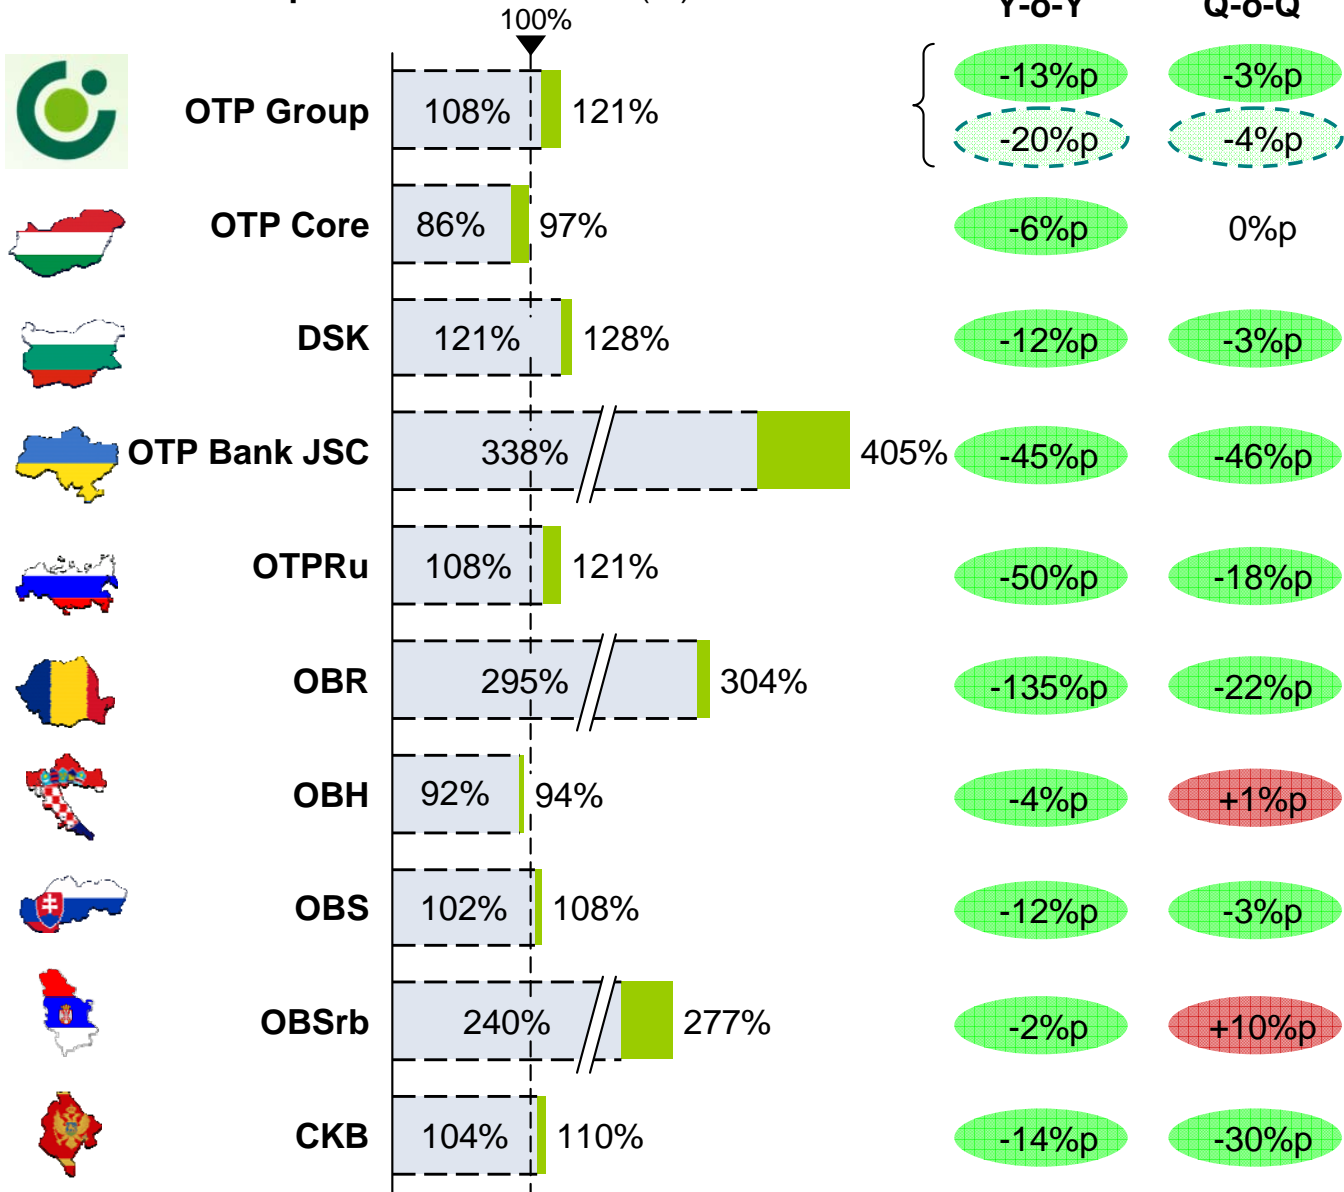 (%)
Y-o-Y Q-o-Q
100%
OTP Group 108% 121% -13%p -3%p
-20%p -4%p
OTP Core 86% 97% -6%p 0%p
DSK 121% 128% -12%p -3%p
OTP Bank JSC 338% 405% -45%p -46%p
OTPRu 108% 121% -50%p -18%p
OBR 295% 304% -135%p -22%p
OBH 92% 94% -4%p +1%p
OBS 102% 108% -12%p -3%p
OBSrb 240% 277% -2%p +10%p
CKB 104% 110% -14%p -30%p